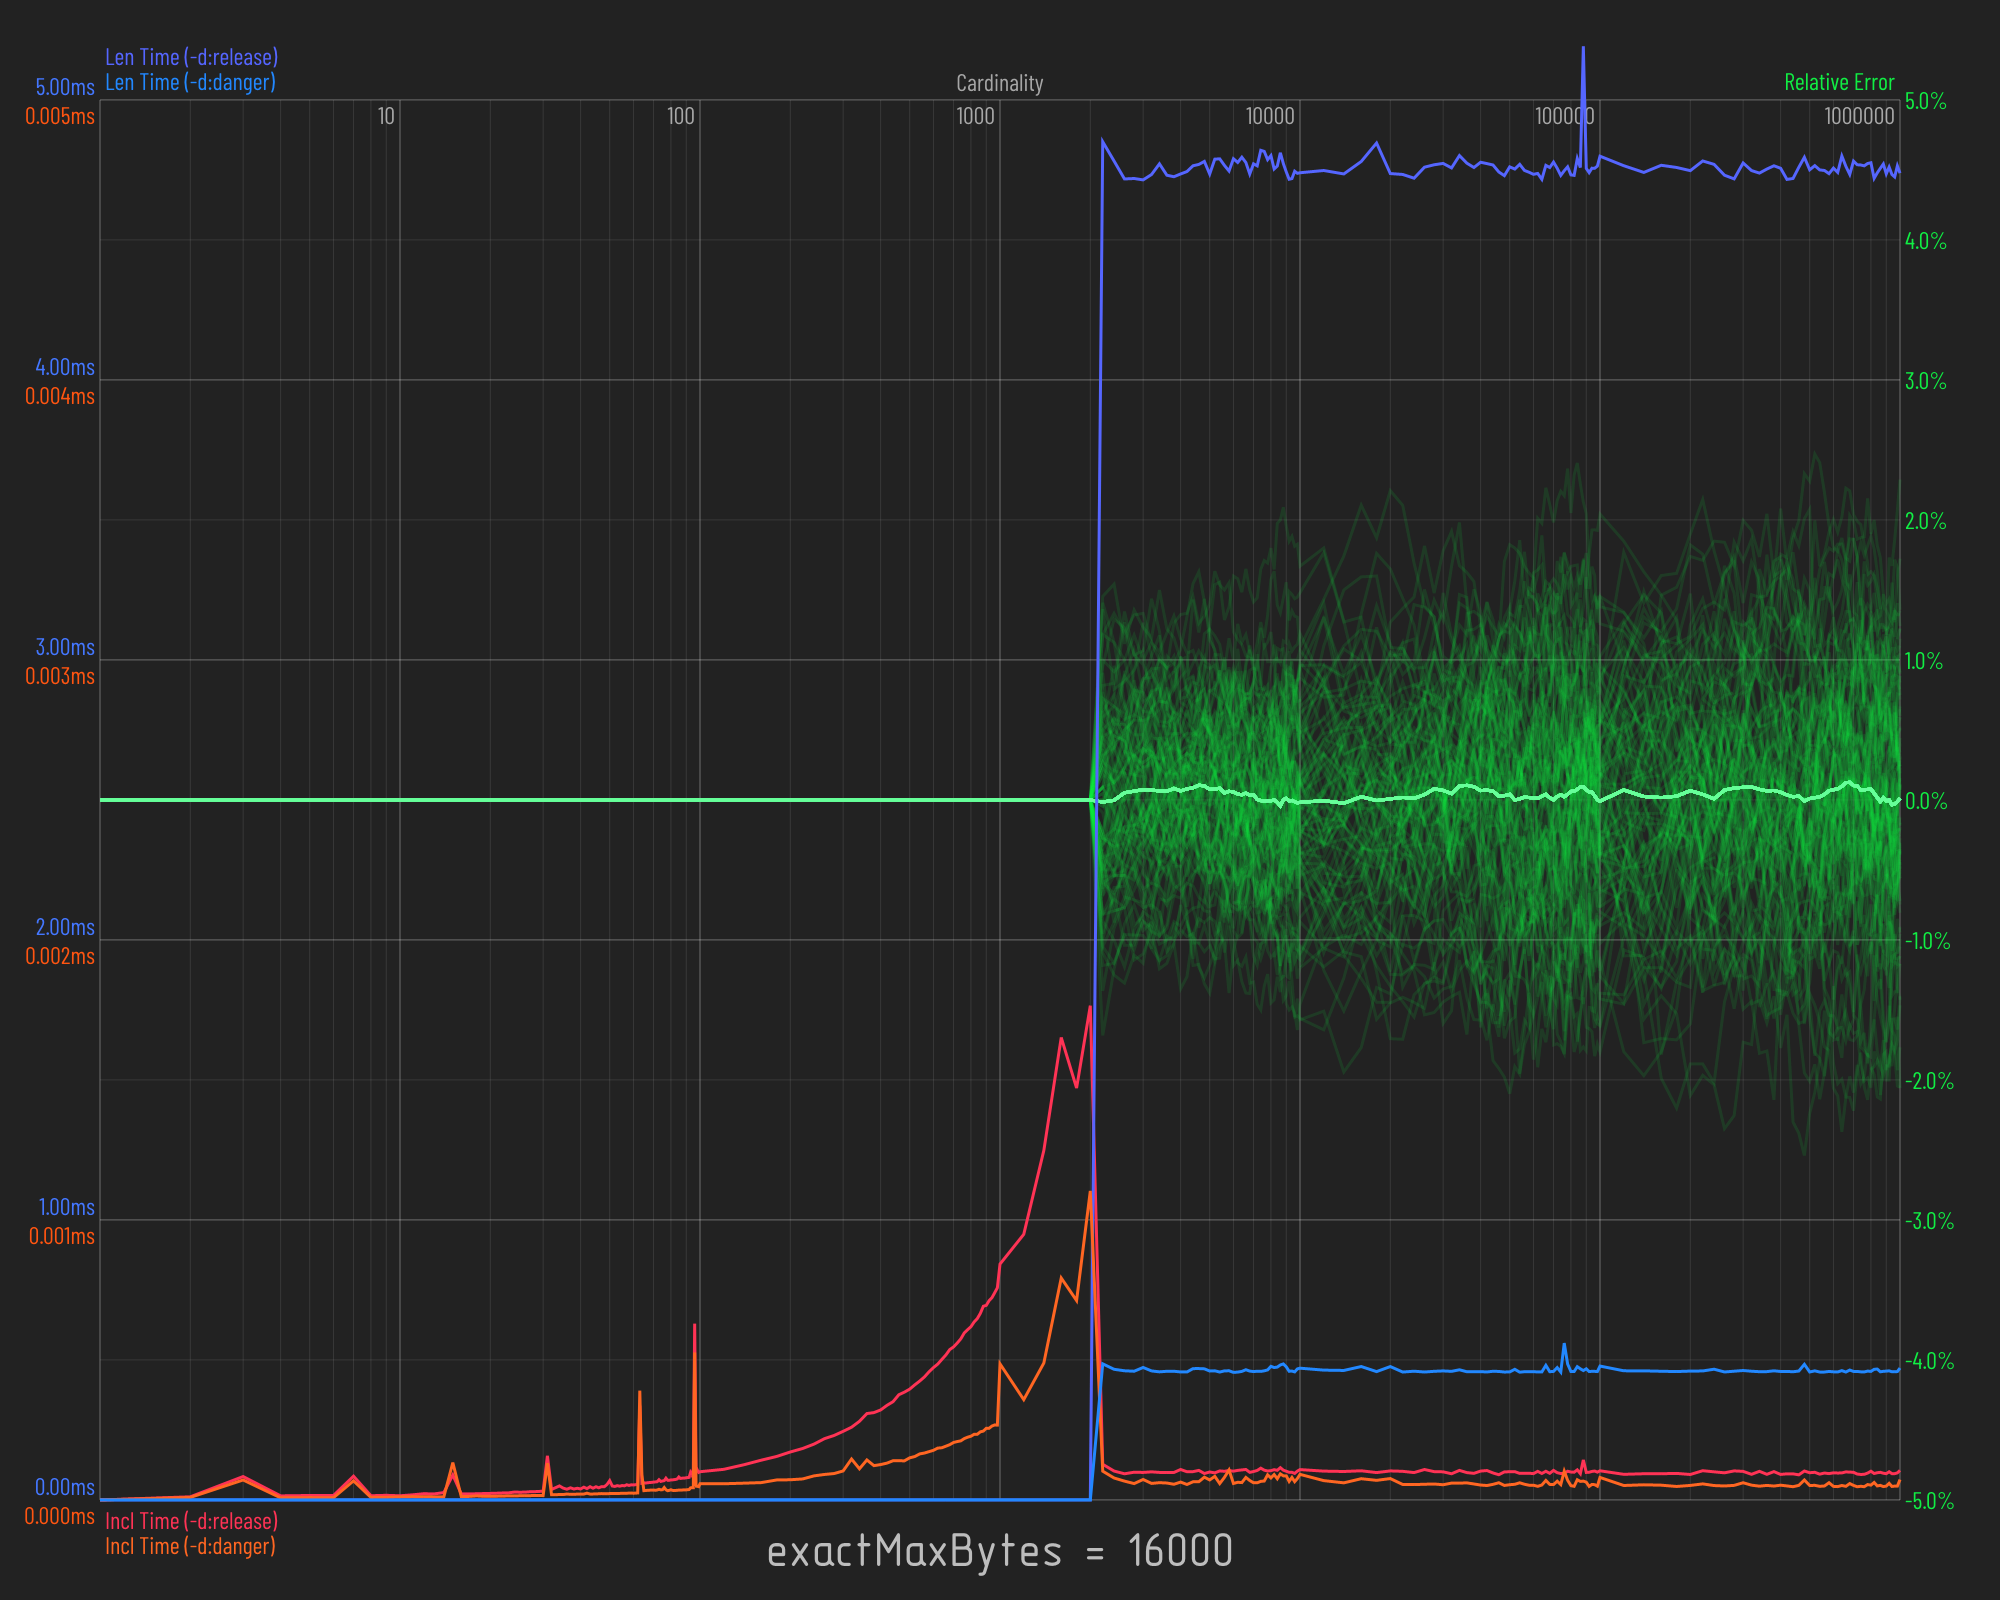 Len Time (-d:release)
Len Time (-d:danger)
Cardinality
Relative Error
5.00ms
0.005ms
10
100
1000
10000
100000
1000000
5.0%
4.0%
4.00ms
0.004ms
3.0%
2.0%
3.00ms
0.003ms
1.0%
0.0%
2.00ms
0.002ms
-1.0%
-2.0%
1.00ms
0.001ms
-3.0%
-4.0%
0.00ms
0.000ms
-5.0%
Incl Time (-d:release)
Incl Time (-d:danger)
exactMaxBytes = 16000